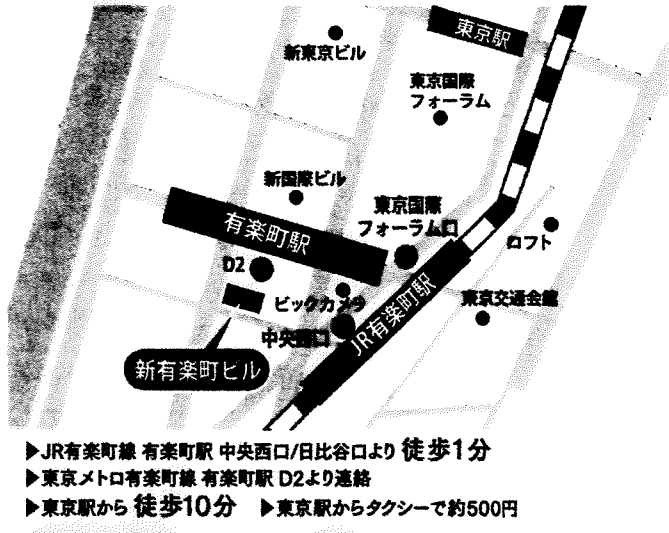 東京駅
新東京ビル
東京国際
フォーラム
新国際ビル
東京国際
フォーラム口
有楽町駅
ロフト
D2
ビックカメラ
東京交通会館
中央西口
JR有楽町駅
新有楽町ビル
▶JR有楽町線 有楽町駅 中央西口/日比谷口より 徒歩1分
▶東京メトロ有楽町線 有楽町駅 D2より連絡
▶東京駅から 徒歩10分 ▶東京駅からタクシーで約500円